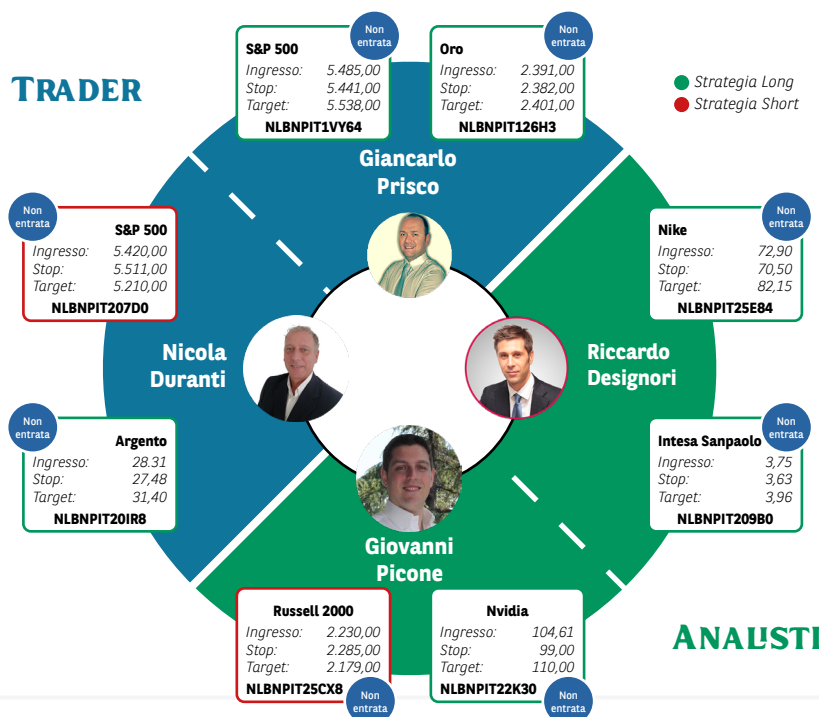 TRADER
Non
entrata
S&P 500
Ingresso: 5.485,00
Stop: 5.441,00
Target: 5.538,00
NLBNPIT1VY64
Non
entrata
Oro
Ingresso: 2.391,00
Stop: 2.382,00
Target: 2.401,00
NLBNPIT126H3
Strategia Long
Strategia Short
Giancarlo
Prisco
Non
entrata
S&P 500
Ingresso: 5.420,00
Stop: 5.511,00
Target: 5.210,00
NLBNPIT207D0
Non
entrata
Nike
Ingresso: 72,90
Stop: 70,50
Target: 82,15
NLBNPIT25E84
Nicola
Duranti
Riccardo
Designori
Non
entrata
Argento
Ingresso: 28.31
Stop: 27,48
Target: 31,40
NLBNPIT20IR8
Non
entrata
Intesa Sanpaolo
Ingresso: 3,75
Stop: 3,63
Target: 3,96
NLBNPIT209B0
Giovanni
Picone
Russell 2000
Ingresso: 2.230,00
Stop: 2.285,00
Target: 2.179,00
NLBNPIT25CX8
Non
entrata
Nvidia
Ingresso: 104,61
Stop: 99,00
Target: 110,00
NLBNPIT22K30
Non
entrata
ANALISTI